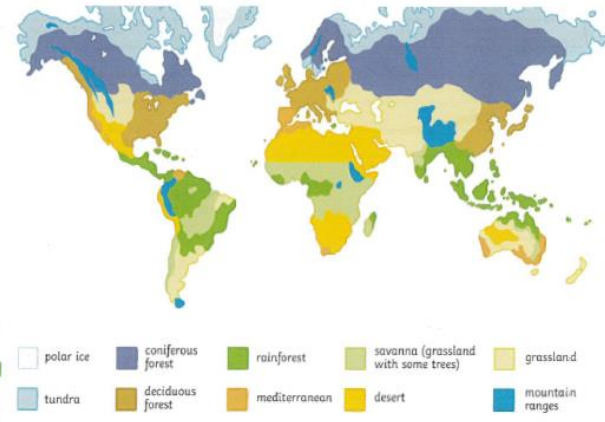 polar ice
coniferous
forest
rainforest
savanna (grassland
with some trees)
grassland
tundra
deciduous
forest
mediterranean
desert
mountain
ranges